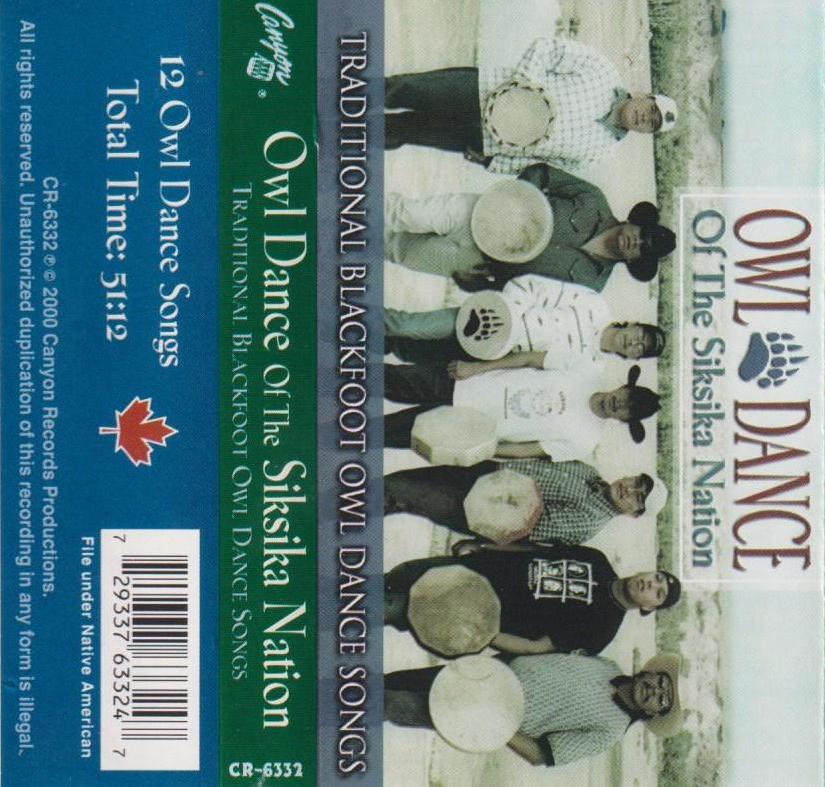 OWL DANCE
Of The Siksika Nation
TRADITIONAL BLACKFOOT OWL DANCE SONGS
Canyon ®
Owl Dance Of The Siksika Nation
TRADITIONAL BLACKFOOT OWL DANCE SONGS
CR-6332
12 Owl Dance Songs
Total Time: 51:12
7 29337 63324 7
File under Native American
CR-6332 ℗ © 2000 Canyon Records Productions.
All rights reserved. Unauthorized duplication of this recording in any form is illegal.